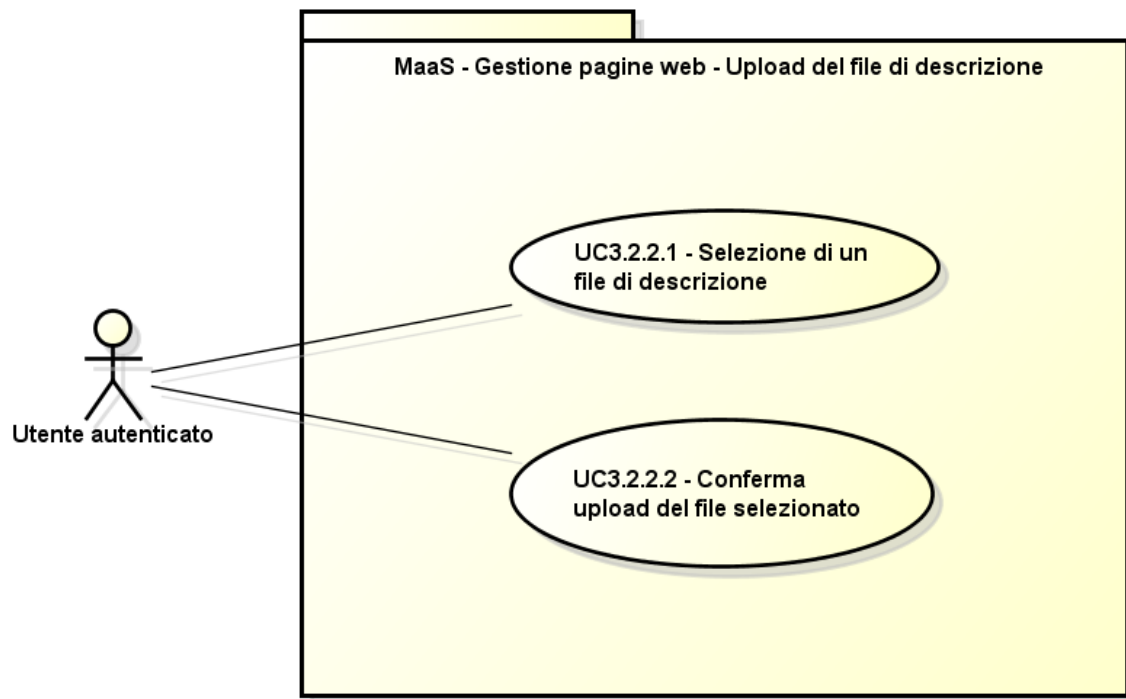 MaaS - Gestione pagine web - Upload del file di descrizione
UC3.2.2.1 - Selezione di un
file di descrizione
Utente autenticato
UC3.2.2.2 - Conferma
upload del file selezionato